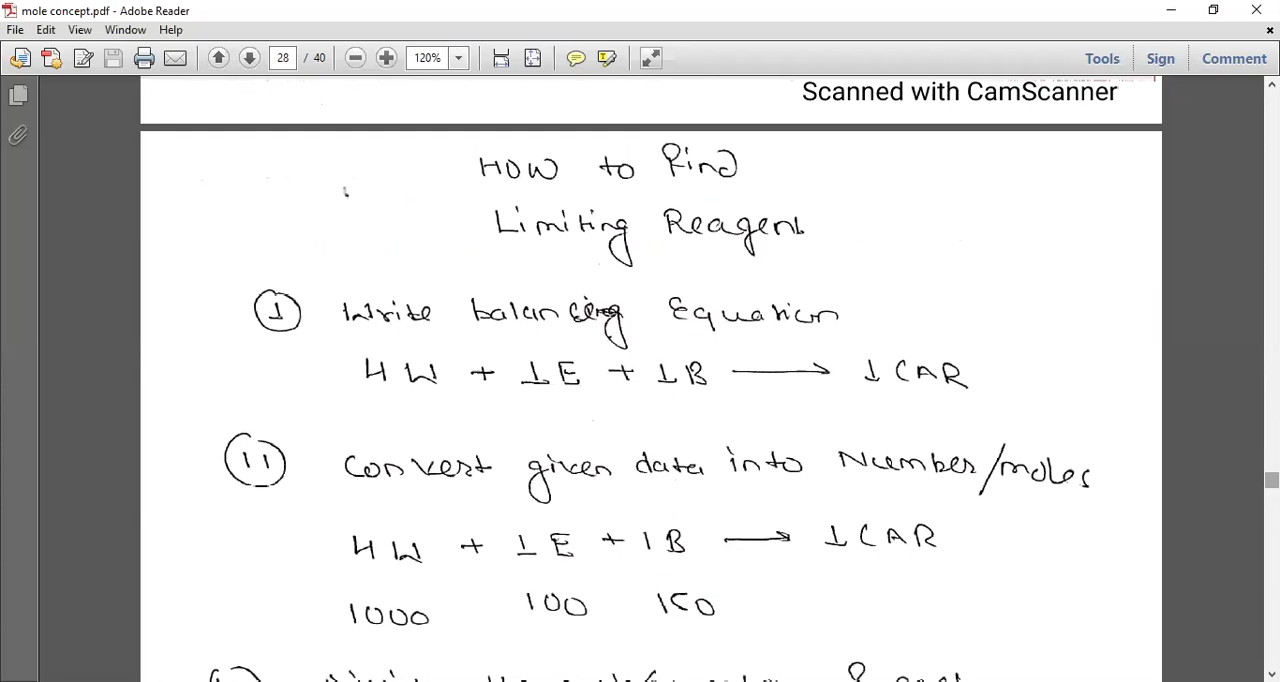 mole concept.pdf - Adobe Reader
File Edit View Window Help
28 / 40 120% Tools Sign Comment
Scanned with CamScanner
How to find
Limiting Reagent
1 Write balancing Equation
4 W + 1 E + 1 B → 1 CAR
11 Convert given data into Number/moles
4 W + 1 E + 1 B → 1 CAR
1000 100 150